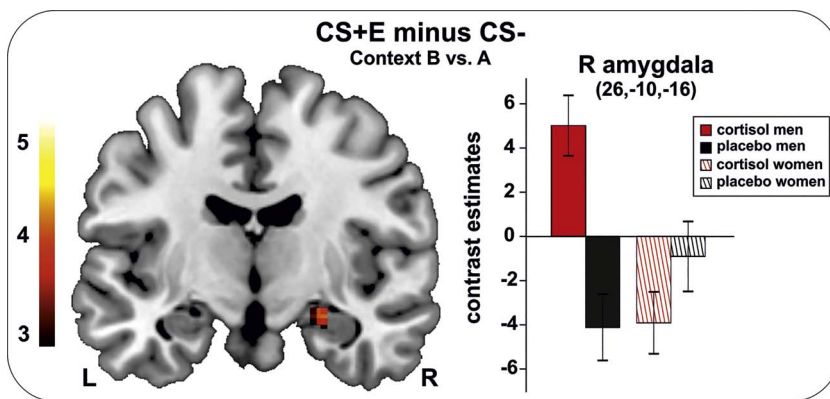 CS+E minus CS-
Context B vs. A
5
4
3
L
R
R amygdala
(26,-10,-16)
contrast estimates
6
4
2
0
-2
-4
-6
cortisol men
placebo men
cortisol women
placebo women